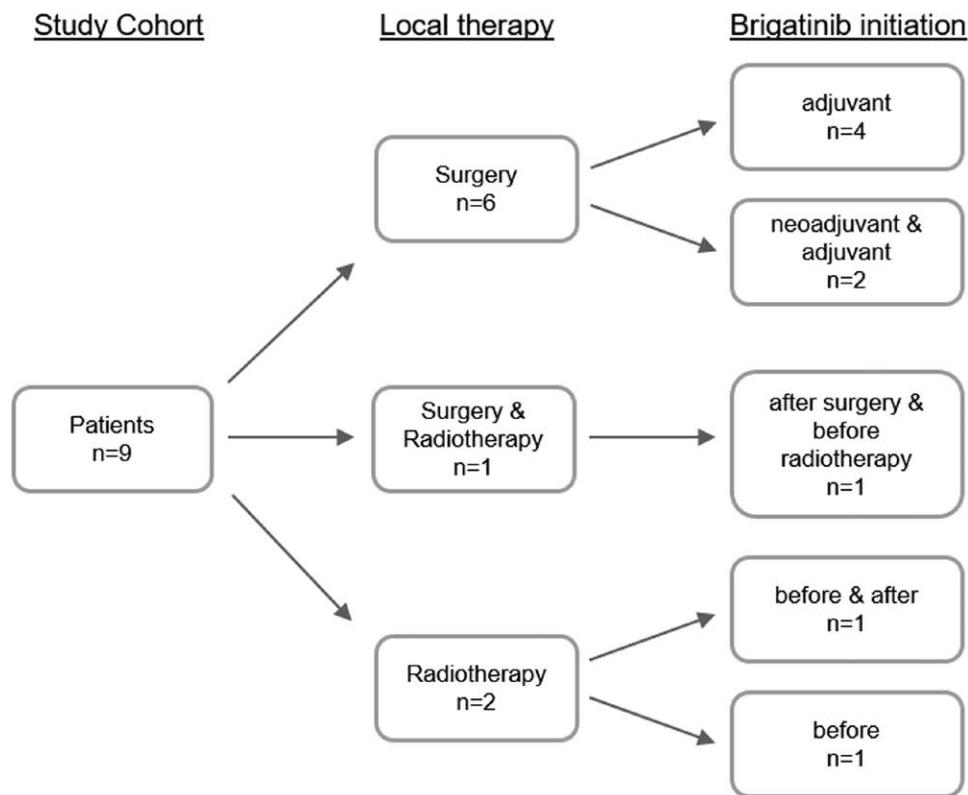 Study Cohort
Local therapy
Brigatinib initiation
Patients
n=9
Surgery
n=6
Surgery &
Radiotherapy
n=1
Radiotherapy
n=2
adjuvant
n=4
neoadjuvant &
adjuvant
n=2
after surgery &
before
radiotherapy
n=1
before & after
n=1
before
n=1